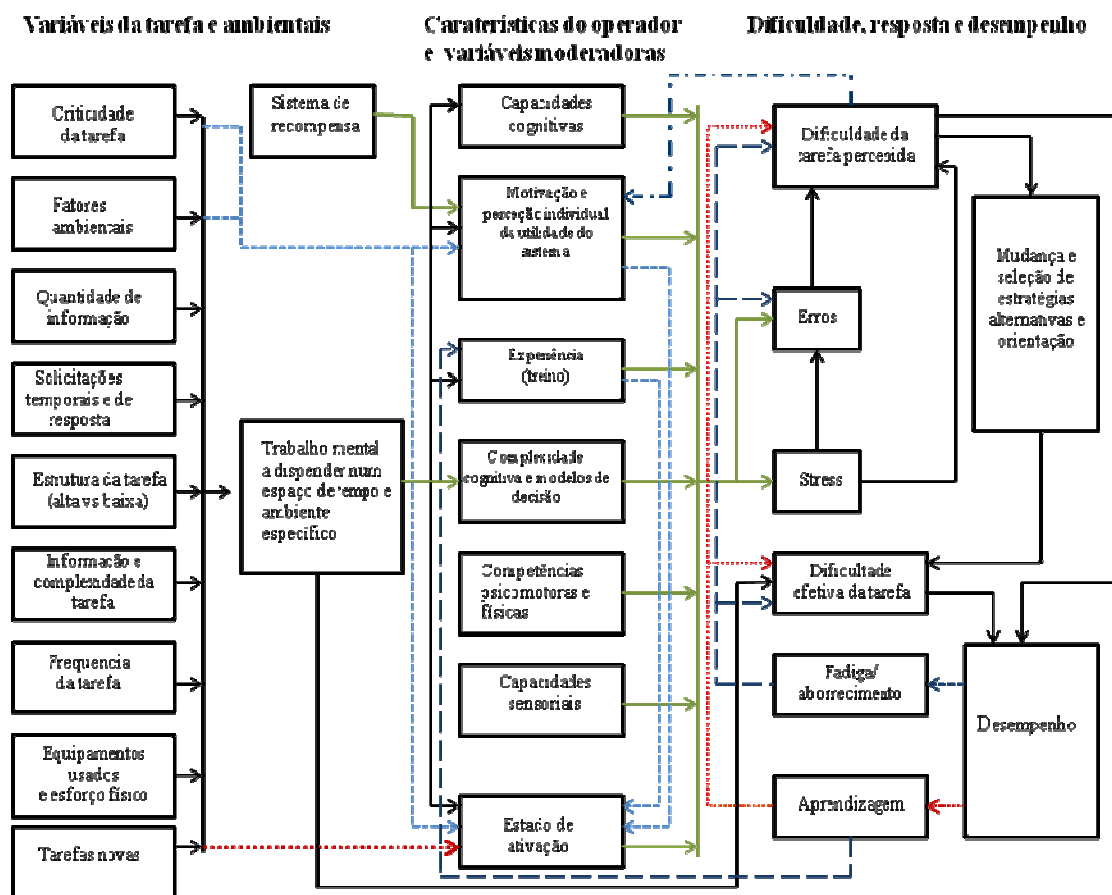 Variáveis da tarefa e ambientais
Caraterísticas do operador
e variáveis moderadoras
Dificuldade, resposta e desempenho
Criticidade
da tarefa
Fatores
ambientais
Quantidade de
informação
Solicitações
temporais e de
resposta
Estrutura da tarefa
(alta vs baixa)
Informação e
complexidade da
tarefa
Frequencia
da tarefa
Equipamentos
usados
e esforço físico
Tarefas novas
Sistema de
recompensa
Trabalho mental
a dispender num
espaço de tempo e
ambiente
específico
Capacidades
cognitivas
Motivação e
perceção individual
da utilidade do
sistema
Experiência
(treino)
Complexidade
cognitiva e modelos de
decisão
Competências
psicomotoras e
físicas
Capacidades
sensoriais
Estado de
ativação
Dificuldade da
tarefa percebida
Erros
Stress
Dificultade
efetiva da tarefa
Fadiga/
aborrecimento
Aprendizagem
Mudança e
seleção de
estratégias
alternativas e
orientação
Desempenho